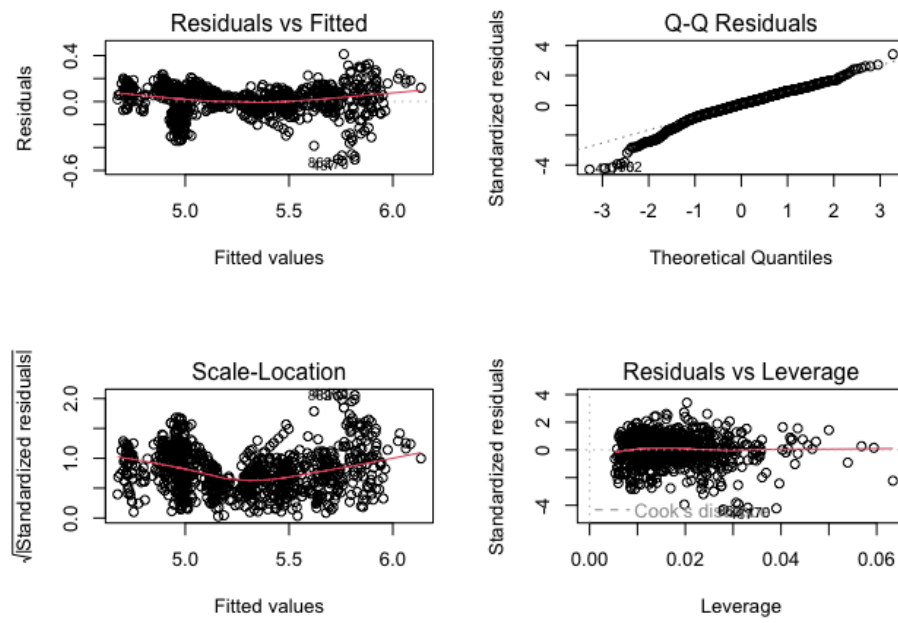 Residuals vs Fitted
Residuals
0.4
0.0
-0.6
5.0 5.5 6.0
Fitted values
Q-Q Residuals
Standardized residuals
4
2
0
-4
-3 -2 -1 0 1 2 3
Theoretical Quantiles
Scale-Location
√|Standardized residuals|
2.0
1.0
0.0
5.0 5.5 6.0
Fitted values
Residuals vs Leverage
Standardized residuals
4
2
0
-4
Cook's dis
0.00 0.02 0.04 0.06
Leverage